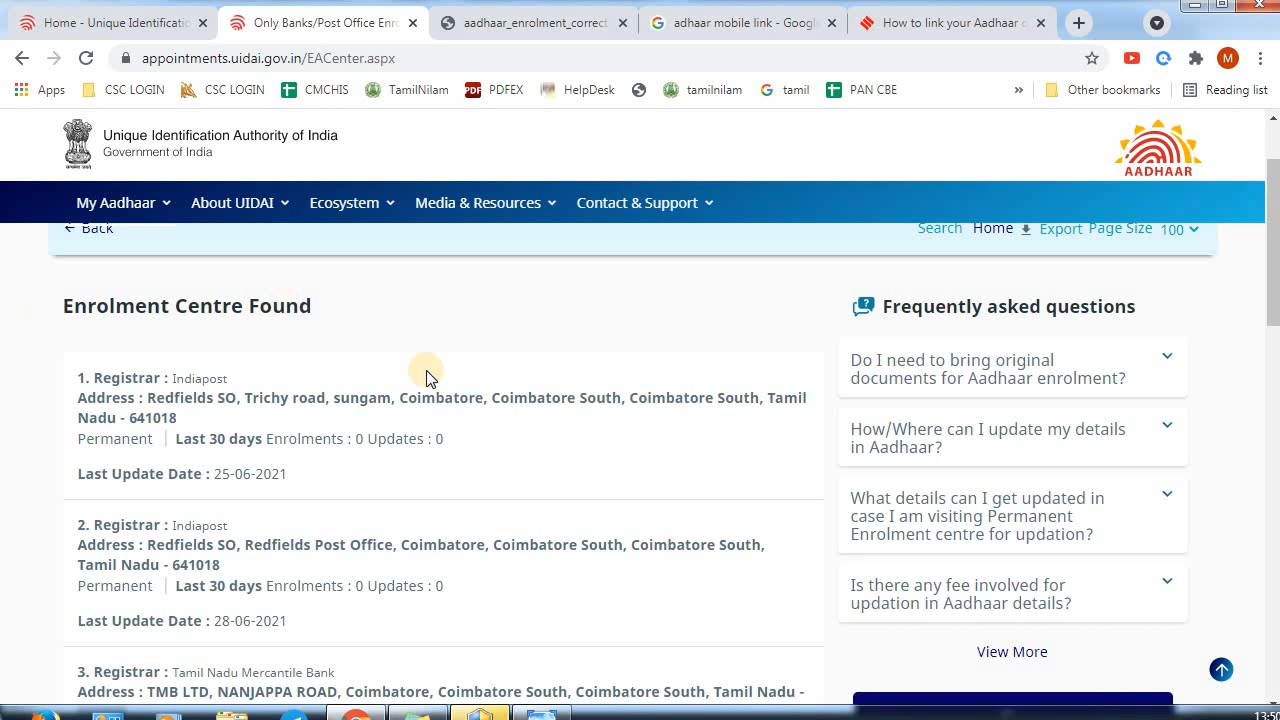 Home - Unique Identificatio
Only Banks/Post Office Enr
aadhaar_enrolment_correct
adhaar mobile link - Googl
How to link your Aadhaar c
appointments.uidai.gov.in/EACenter.aspx
M
Apps
CSC LOGIN
CSC LOGIN
CMCHIS
TamilNilam
PDF
PDFEX
HelpDesk
tamilnilam
tamil
PAN CBE
»
Other bookmarks
Reading list
Unique Identification Authority of India
Government of India
AADHAAR
My Aadhaar
About UIDAI
Ecosystem
Media & Resources
Contact & Support
Back
Search Home Export Page Size 100
Enrolment Centre Found
1. Registrar : Indiapost
Address : Redfields SO, Trichy road, sungam, Coimbatore, Coimbatore South, Coimbatore South, Tamil
Nadu - 641018
Permanent | Last 30 days Enrolments : 0 Updates : 0
Last Update Date : 25-06-2021
2. Registrar : Indiapost
Address : Redfields SO, Redfields Post Office, Coimbatore, Coimbatore South, Coimbatore South,
Tamil Nadu - 641018
Permanent | Last 30 days Enrolments : 0 Updates : 0
Last Update Date : 28-06-2021
3. Registrar : Tamil Nadu Mercantile Bank
Address : TMB LTD, NANJAPPA ROAD, Coimbatore, Coimbatore South, Coimbatore South, Tamil Nadu -
Frequently asked questions
Do I need to bring original
documents for Aadhaar enrolment?
How/Where can I update my details
in Aadhaar?
What details can I get updated in
case I am visiting Permanent
Enrolment centre for updation?
Is there any fee involved for
updation in Aadhaar details?
View More